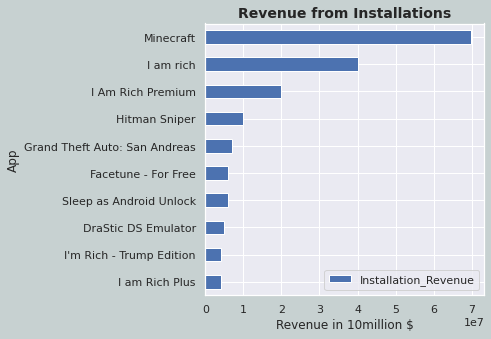 Revenue from Installations
Minecraft
I am rich
I Am Rich Premium
Hitman Sniper
Grand Theft Auto: San Andreas
Facetune - For Free
Sleep as Android Unlock
DraStic DS Emulator
I'm Rich - Trump Edition
I am Rich Plus
App
Installation_Revenue
0 1 2 3 4 5 6 7
1e7
Revenue in 10million $